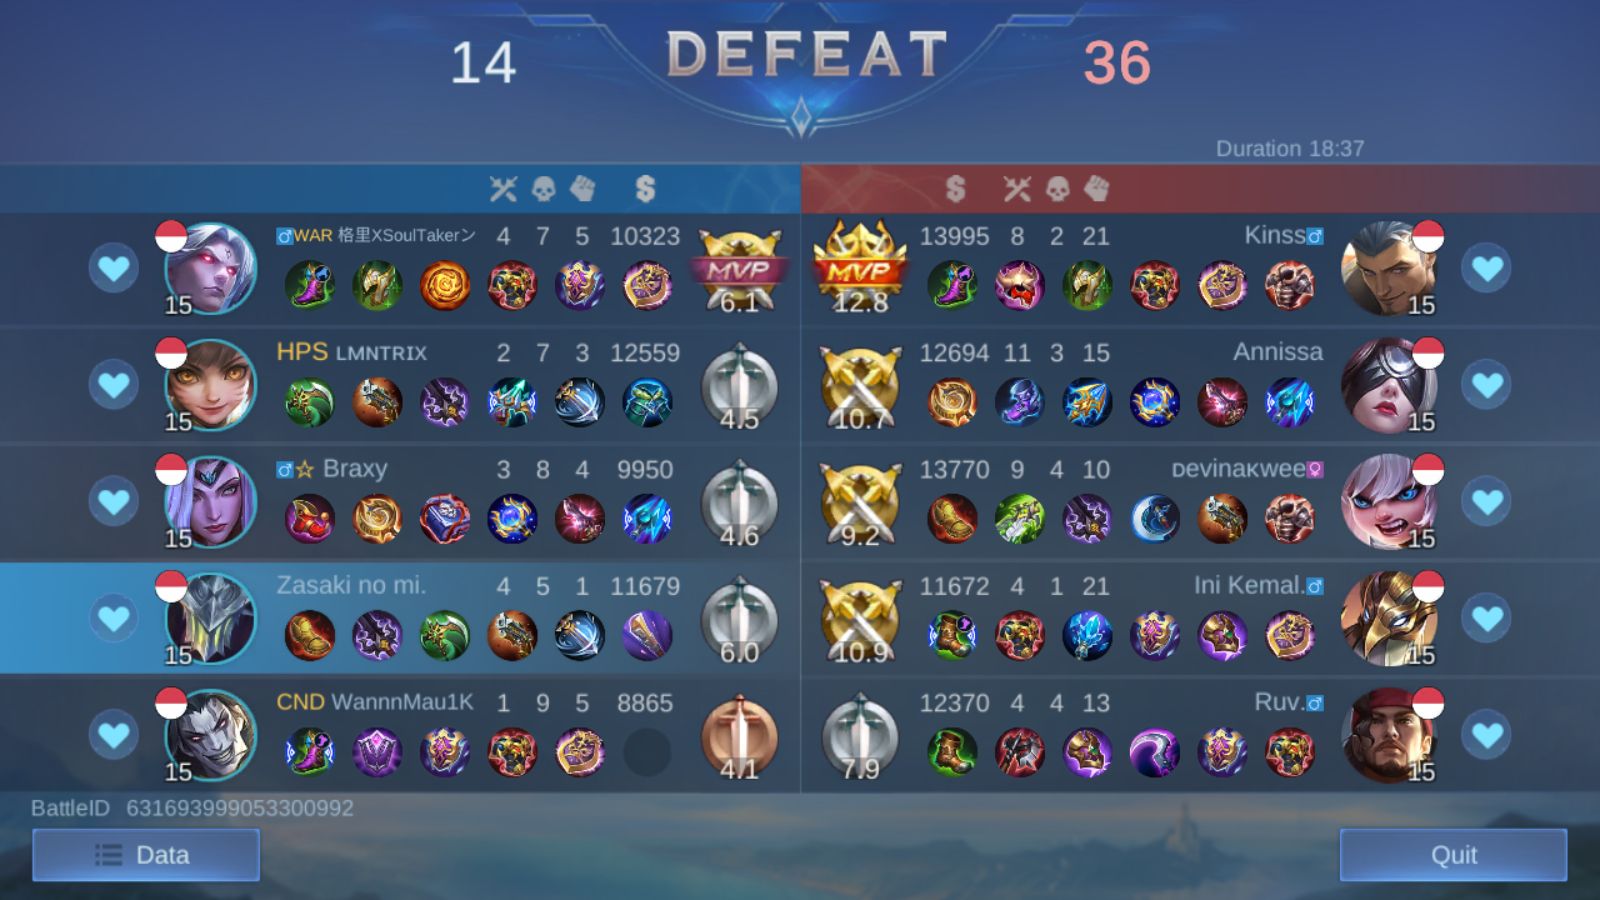 14 DEFEAT 36
Duration 18:37
WAR 格里XSoulTakerン 4 7 5 10323 MVP 6.1
15
MVP 12.8 13995 8 2 21 Kinss
15
HPS LMNTRIX 2 7 3 12559 4.5
15
10.7 12694 11 3 15 Annissa
15
☆ Braxy 3 8 4 9950 4.6
15
9.2 13770 9 4 10 DevinaKwee
15
Zasaki no mi. 4 5 1 11679 6.0
15
10.9 11672 4 1 21 Ini Kemal.
15
CND WannnMau1K 1 9 5 8865 4.1
15
7.9 12370 4 4 13 Ruv.
15
BattleID 631693999053300992
Data
Quit